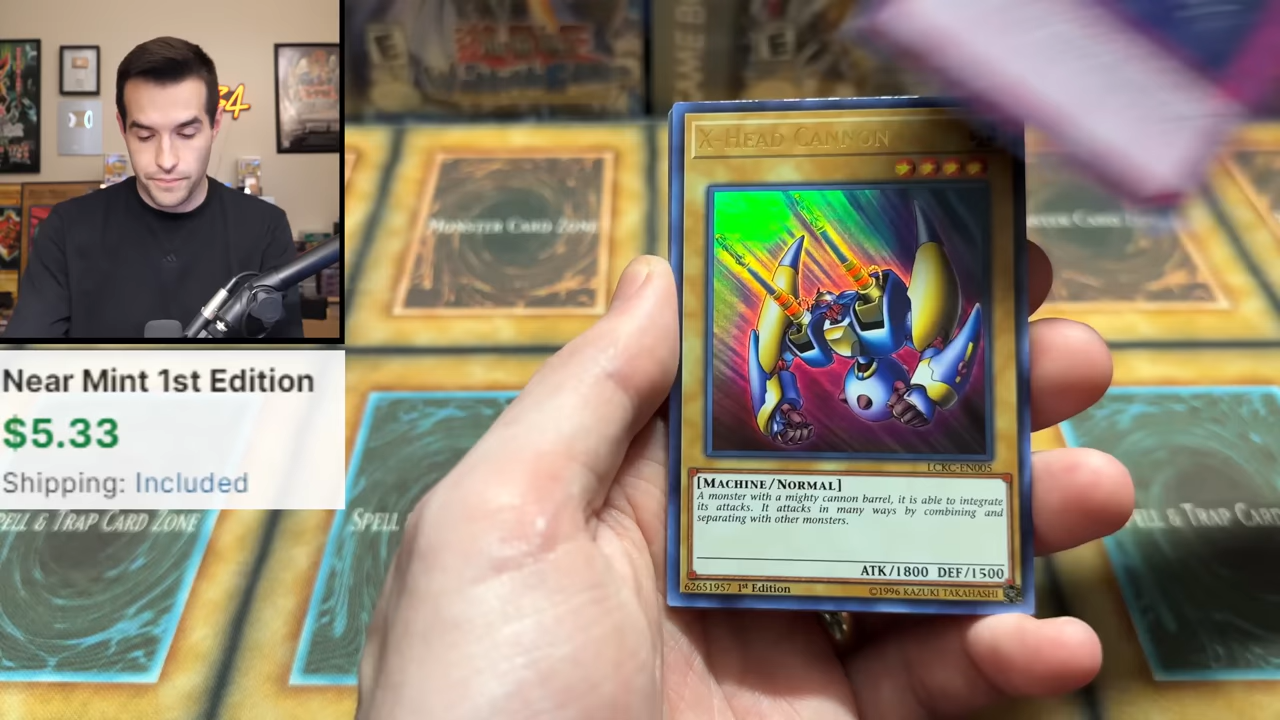 Near Mint 1st Edition
$5.33
Shipping: Included
X-Head Cannon
LCKC-EN005
[Machine/Normal]
A monster with a mighty cannon barrel, it is able to integrate
its attacks. It attacks in many ways by combining and
separating with other monsters.
ATK/1800 DEF/1500
62651957 1st Edition
©1996 KAZUKI TAKAHASHI
Monster Card Zone
Spell & Trap Card Zone
Spell &
ell & Trap Card